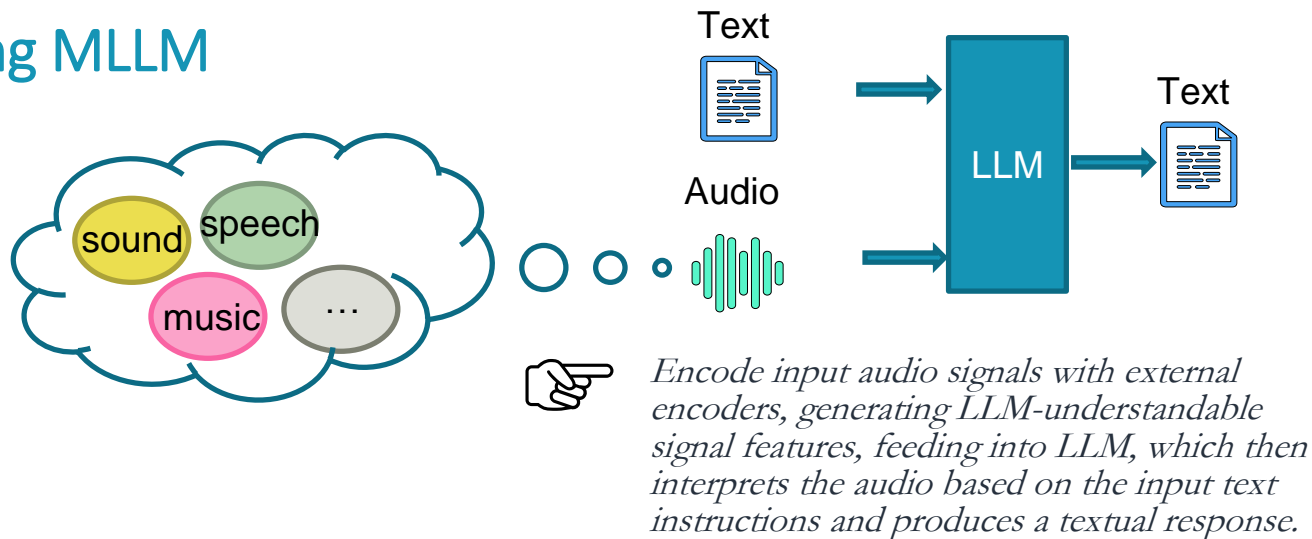 ng MLLM
Text
Text
LLM
Audio
sound
speech
music
...
Encode input audio signals with external
encoders, generating LLM-understandable
signal features, feeding into LLM, which then
interprets the audio based on the input text
instructions and produces a textual response.